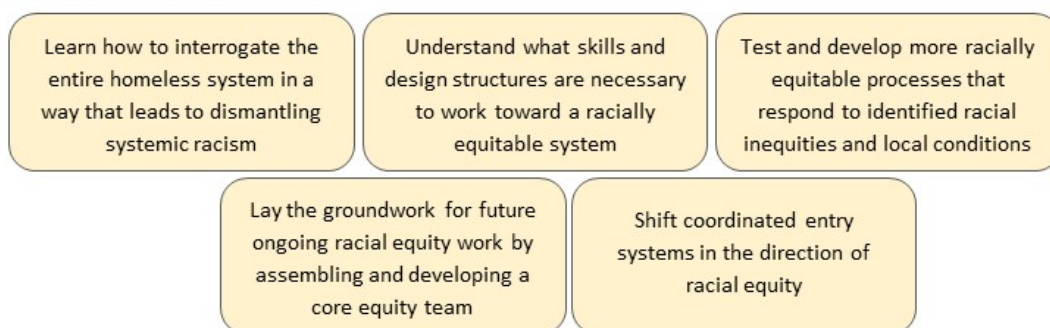 Learn how to interrogate the
entire homeless system in a
way that leads to dismantling
systemic racism
Understand what skills and
design structures are necessary
to work toward a racially
equitable system
Test and develop more racially
equitable processes that
respond to identified racial
inequities and local conditions
Lay the groundwork for future
ongoing racial equity work by
assembling and developing a
core equity team
Shift coordinated entry
systems in the direction of
racial equity